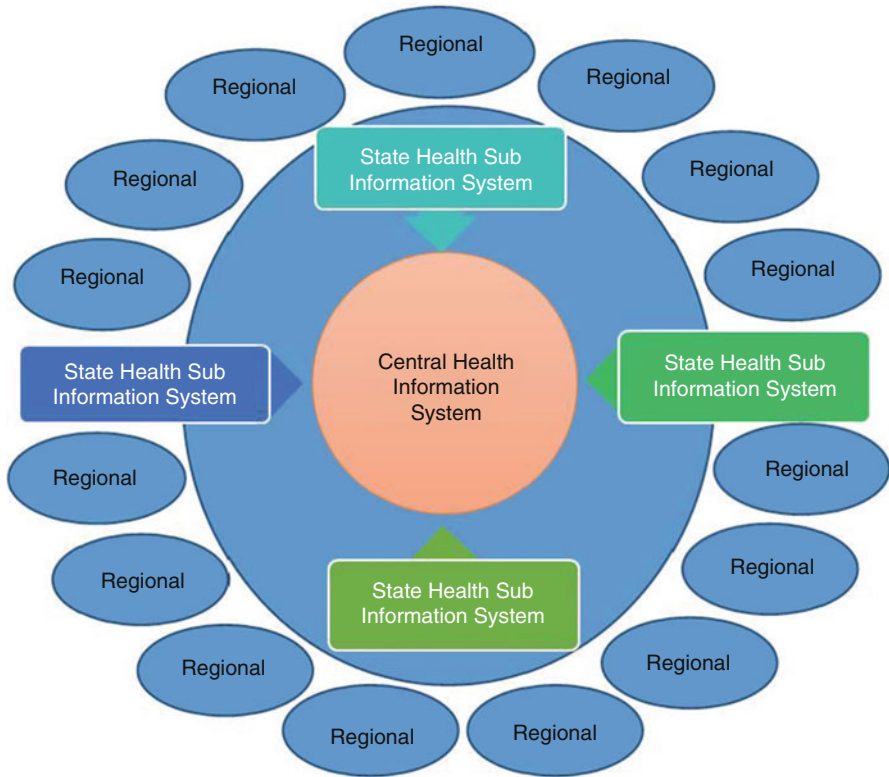 Regional
Regional
Regional
Regional
Regional
State Health Sub
Information System
Regional
Regional
State Health Sub
Information System
Central Health
Information
System
State Health Sub
Information System
Regional
Regional
Regional
Regional
State Health Sub
Information System
Regional
Regional
Regional
Regional